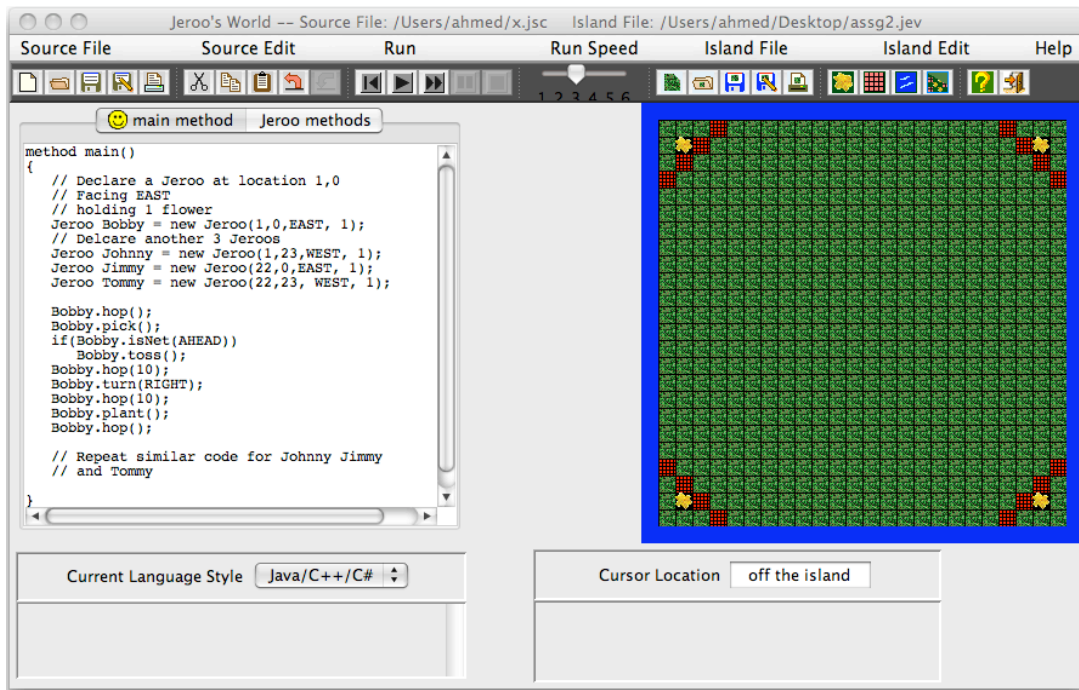 Jeroo's World -- Source File: /Users/ahmed/x.jsc Island File: /Users/ahmed/Desktop/assg2.jev
Source File Source Edit Run Run Speed Island File Island Edit Help
1 2 3 4 5 6
main method Jeroo methods
method main()
{
// Declare a Jeroo at location 1,0
// Facing EAST
// holding 1 flower
Jeroo Bobby = new Jeroo(1,0,EAST, 1);
// Delcare another 3 Jeroos
Jeroo Johnny = new Jeroo(1,23,WEST, 1);
Jeroo Jimmy = new Jeroo(22,0,EAST, 1);
Jeroo Tommy = new Jeroo(22,23, WEST, 1);
Bobby.hop();
Bobby.pick();
if(Bobby.isNet(AHEAD))
Bobby.toss();
Bobby.hop(10);
Bobby.turn(RIGHT);
Bobby.hop(10);
Bobby.plant();
Bobby.hop();
// Repeat similar code for Johnny Jimmy
// and Tommy
}
Current Language Style Java/C++/C#
Cursor Location off the island